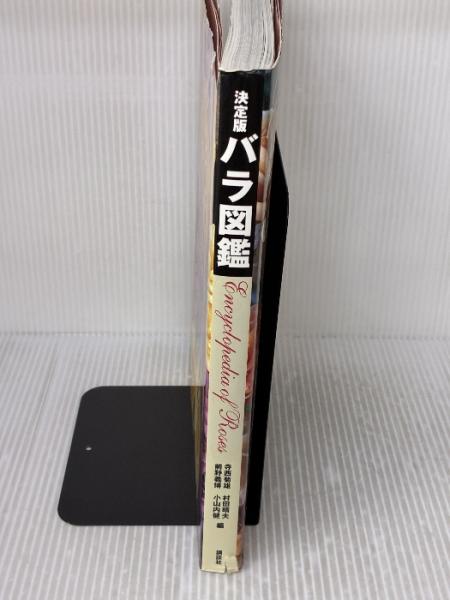 決定版
バラ図鑑
Encyclopedia of Roses
寺西菊雄 村田晴夫
前野義博 小山内健 編
講談社